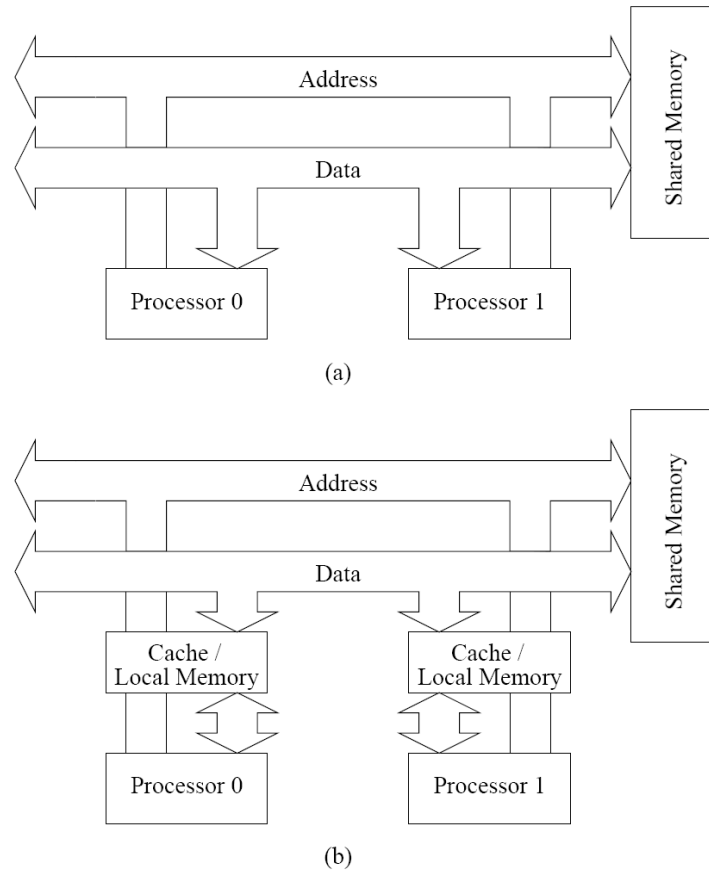 Address
Shared Memory
Data
Processor 0
Processor 1
(a)
Address
Shared Memory
Data
Cache /
Local Memory
Cache /
Local Memory
Processor 0
Processor 1
(b)